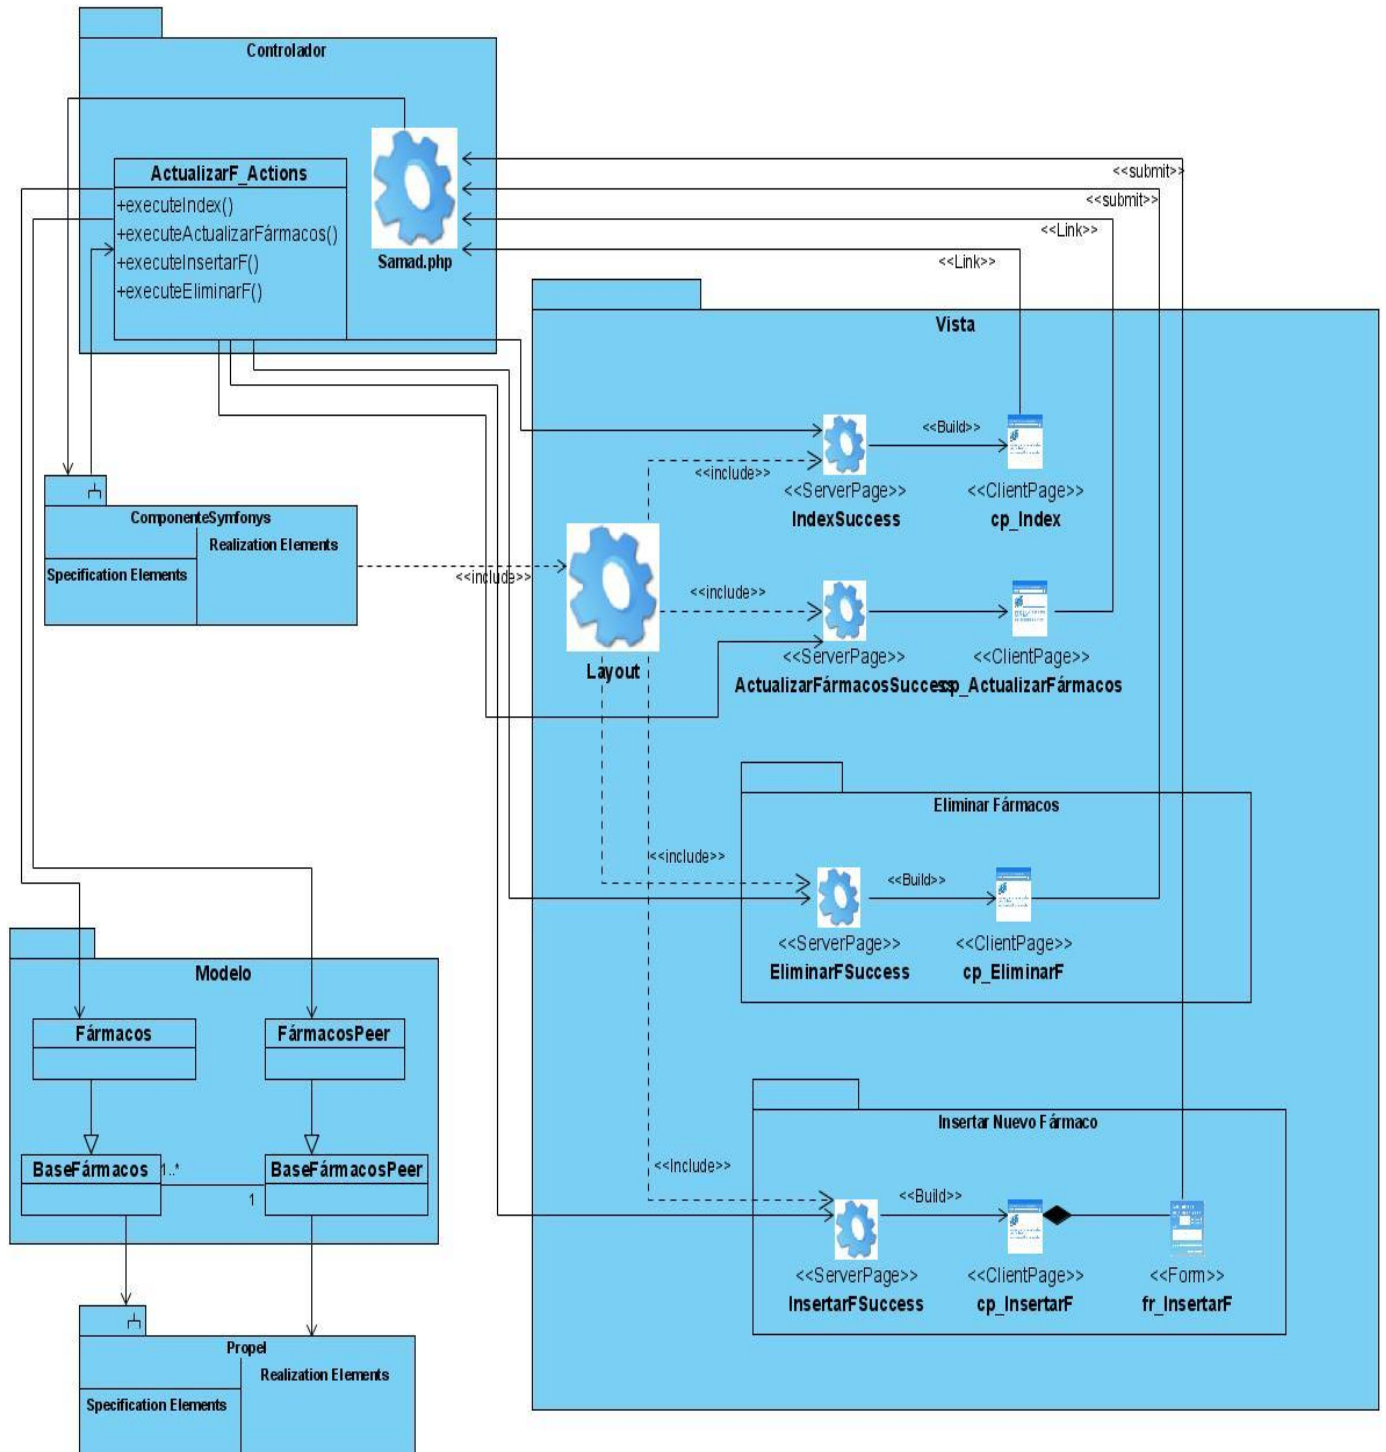 Controlador
ActualizarF_Actions
+executeIndex()
+executeActualizarFármacos()
+executeInsertarF()
+executeEliminarF()
Samad.php
<<submit>>
<<submit>>
<<Link>>
<<Link>>
Vista
<<Build>>
<<include>>
<<ServerPage>>
IndexSuccess
<<ClientPage>>
cp_Index
ComponenteSymfonys
Realization Elements
Specification Elements
<<include>>
Layout
<<include>>
<<ServerPage>>
ActualizarFármacosSuccess
<<ClientPage>>
cp_ActualizarFármacos
Eliminar Fármacos
<<include>>
<<Build>>
<<ServerPage>>
EliminarFSuccess
<<ClientPage>>
cp_EliminarF
Modelo
Fármacos
FármacosPeer
BaseFármacos
1..*
1
BaseFármacosPeer
Insertar Nuevo Fármaco
<<Include>>
<<Build>>
<<ServerPage>>
InsertarFSuccess
<<ClientPage>>
cp_InsertarF
<<Form>>
fr_InsertarF
Propel
Realization Elements
Specification Elements